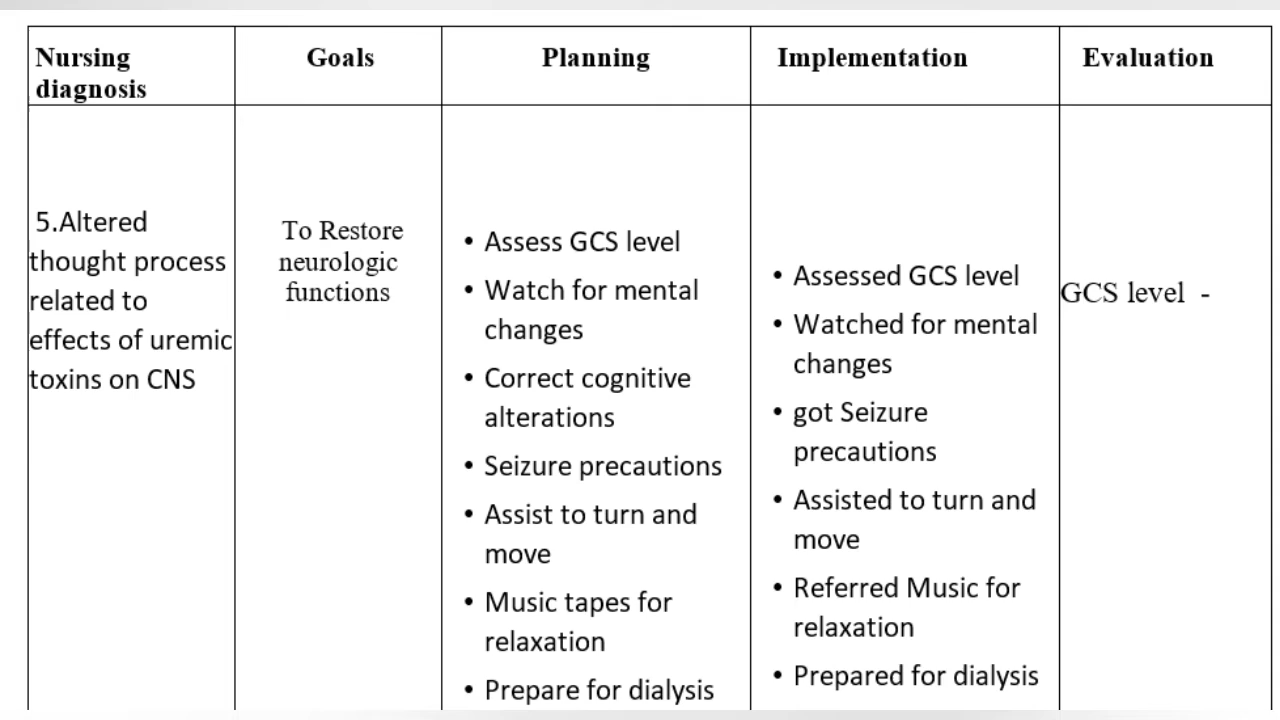 Nursing
diagnosis
Goals
Planning
Implementation
Evaluation
5.Altered
thought process
related to
effects of uremic
toxins on CNS
To Restore
neurologic
functions
• Assess GCS level
• Watch for mental
changes
• Correct cognitive
alterations
• Seizure precautions
• Assist to turn and
move
• Music tapes for
relaxation
• Prepare for dialysis
• Assessed GCS level
• Watched for mental
changes
• got Seizure
precautions
• Assisted to turn and
move
• Referred Music for
relaxation
• Prepared for dialysis
GCS level -